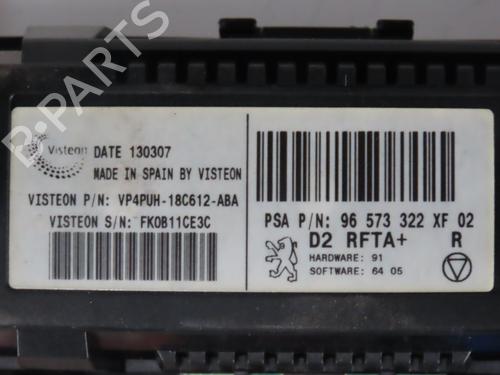 B-PARTS
Visteon
DATE 130307
MADE IN SPAIN BY VISTEON
VISTEON P/N: VP4PUH-18C612-ABA
VISTEON S/N: FK0B11CE3C
PSA P/N: 96 573 322 XF 02
D2 RFTA+ R
HARDWARE: 91
SOFTWARE: 64 05